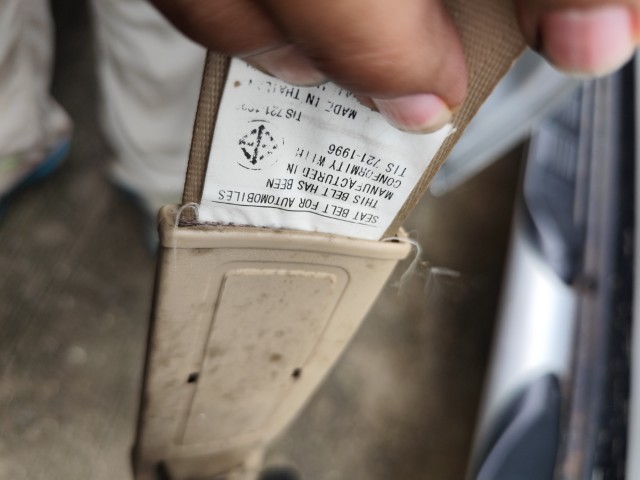 SEAT BELT FOR AUTOMOBILES
THIS BELT HAS BEEN
MANUFACTURED IN
CONFORMITY WITH
TIS 721-1996
TIS 721
MADE IN THAILAND